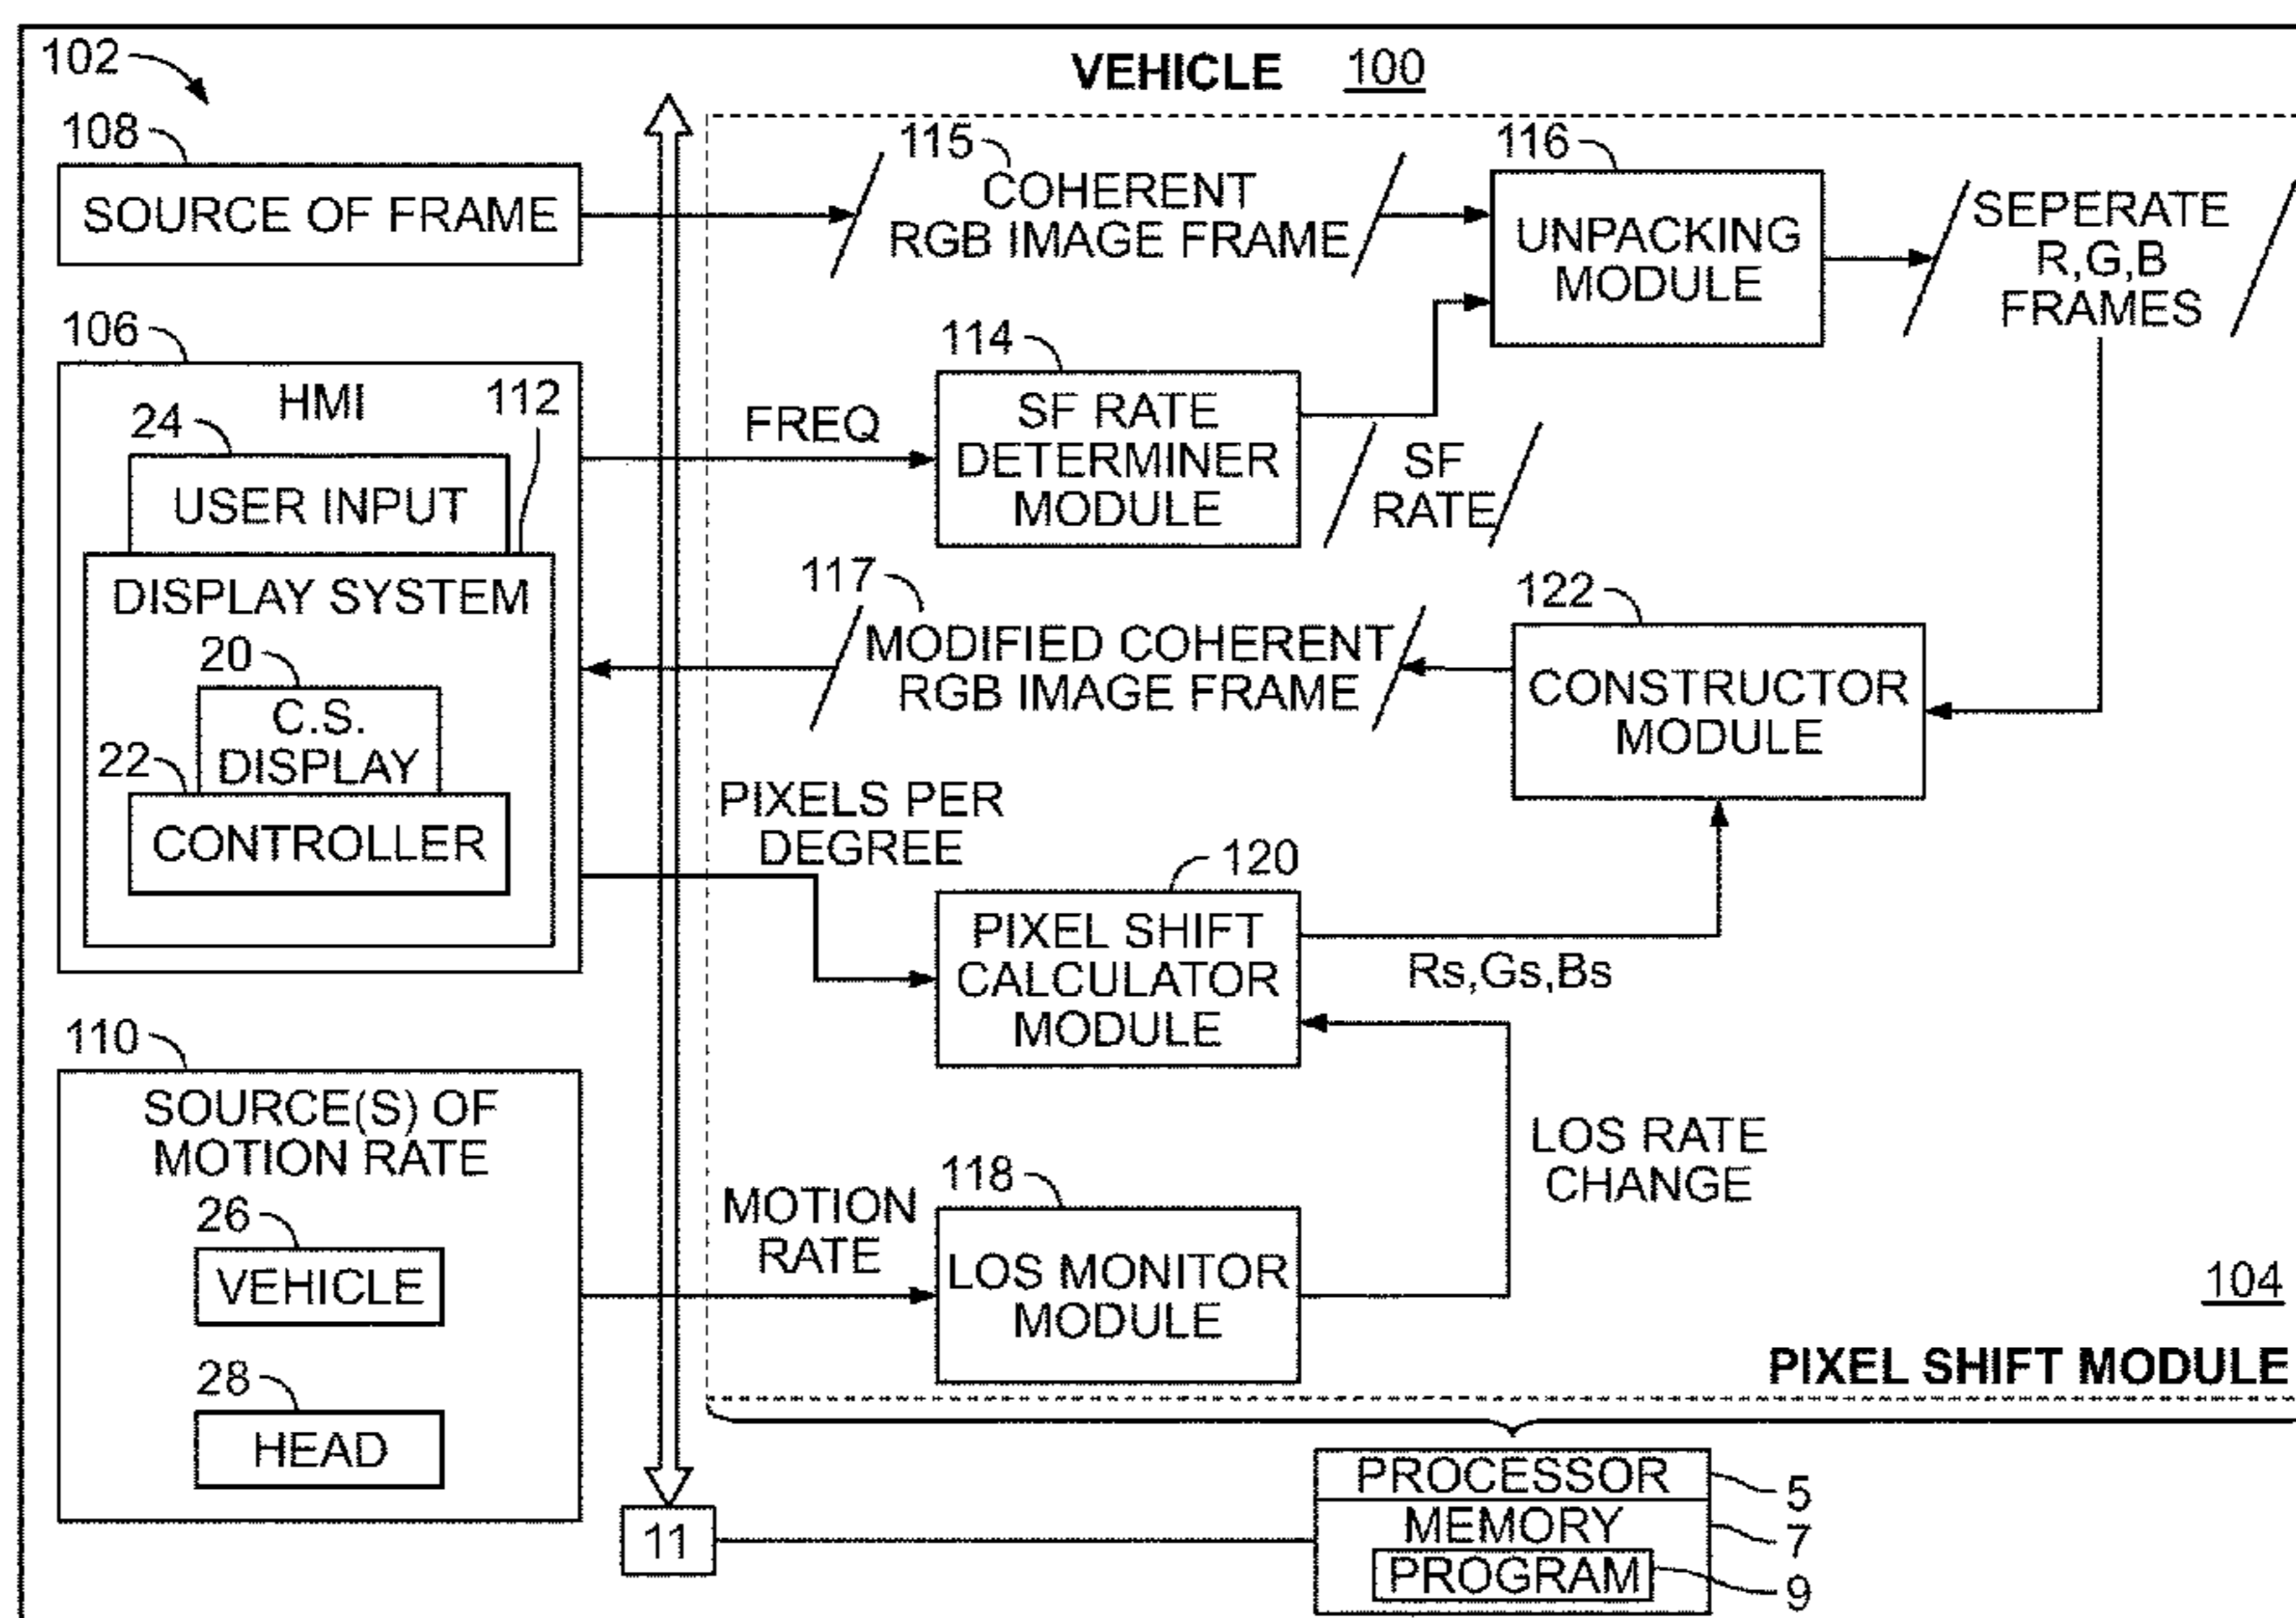 102
VEHICLE 100
108
SOURCE OF FRAME
115
COHERENT
RGB IMAGE FRAME
116
UNPACKING
MODULE
SEPERATE
R,G,B
FRAMES
106
HMI
112
24
USER INPUT
DISPLAY SYSTEM
20
C.S.
DISPLAY
22
CONTROLLER
FREQ
114
SF RATE
DETERMINER
MODULE
SF
RATE
117
MODIFIED COHERENT
RGB IMAGE FRAME
122
CONSTRUCTOR
MODULE
PIXELS PER
DEGREE
120
PIXEL SHIFT
CALCULATOR
MODULE
Rs,Gs,Bs
110
SOURCE(S) OF
MOTION RATE
26
VEHICLE
28
HEAD
MOTION
RATE
118
LOS MONITOR
MODULE
LOS RATE
CHANGE
104
PIXEL SHIFT MODULE
11
PROCESSOR
5
MEMORY
7
PROGRAM
9